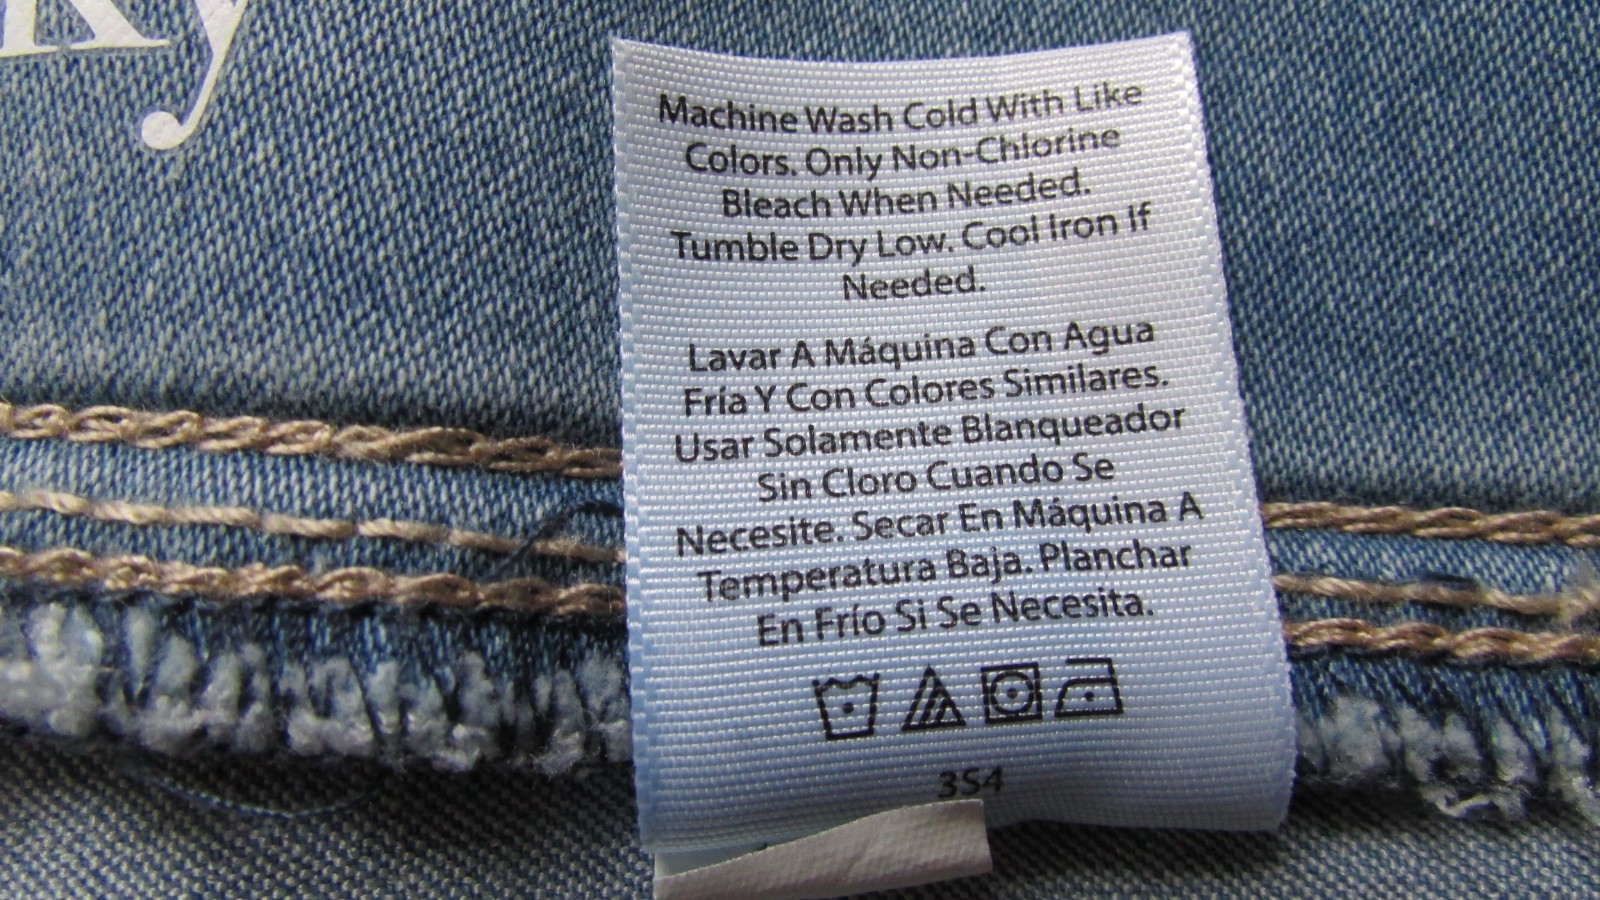 ky
Machine Wash Cold With Like
Colors. Only Non-Chlorine
Bleach When Needed.
Tumble Dry Low. Cool Iron If
Needed.
Lavar A Máquina Con Agua
Fría Y Con Colores Similares.
Usar Solamente Blanqueador
Sin Cloro Cuando Se
Necesite. Secar En Máquina A
Temperatura Baja. Planchar
En Frío Si Se Necesita.
3S4